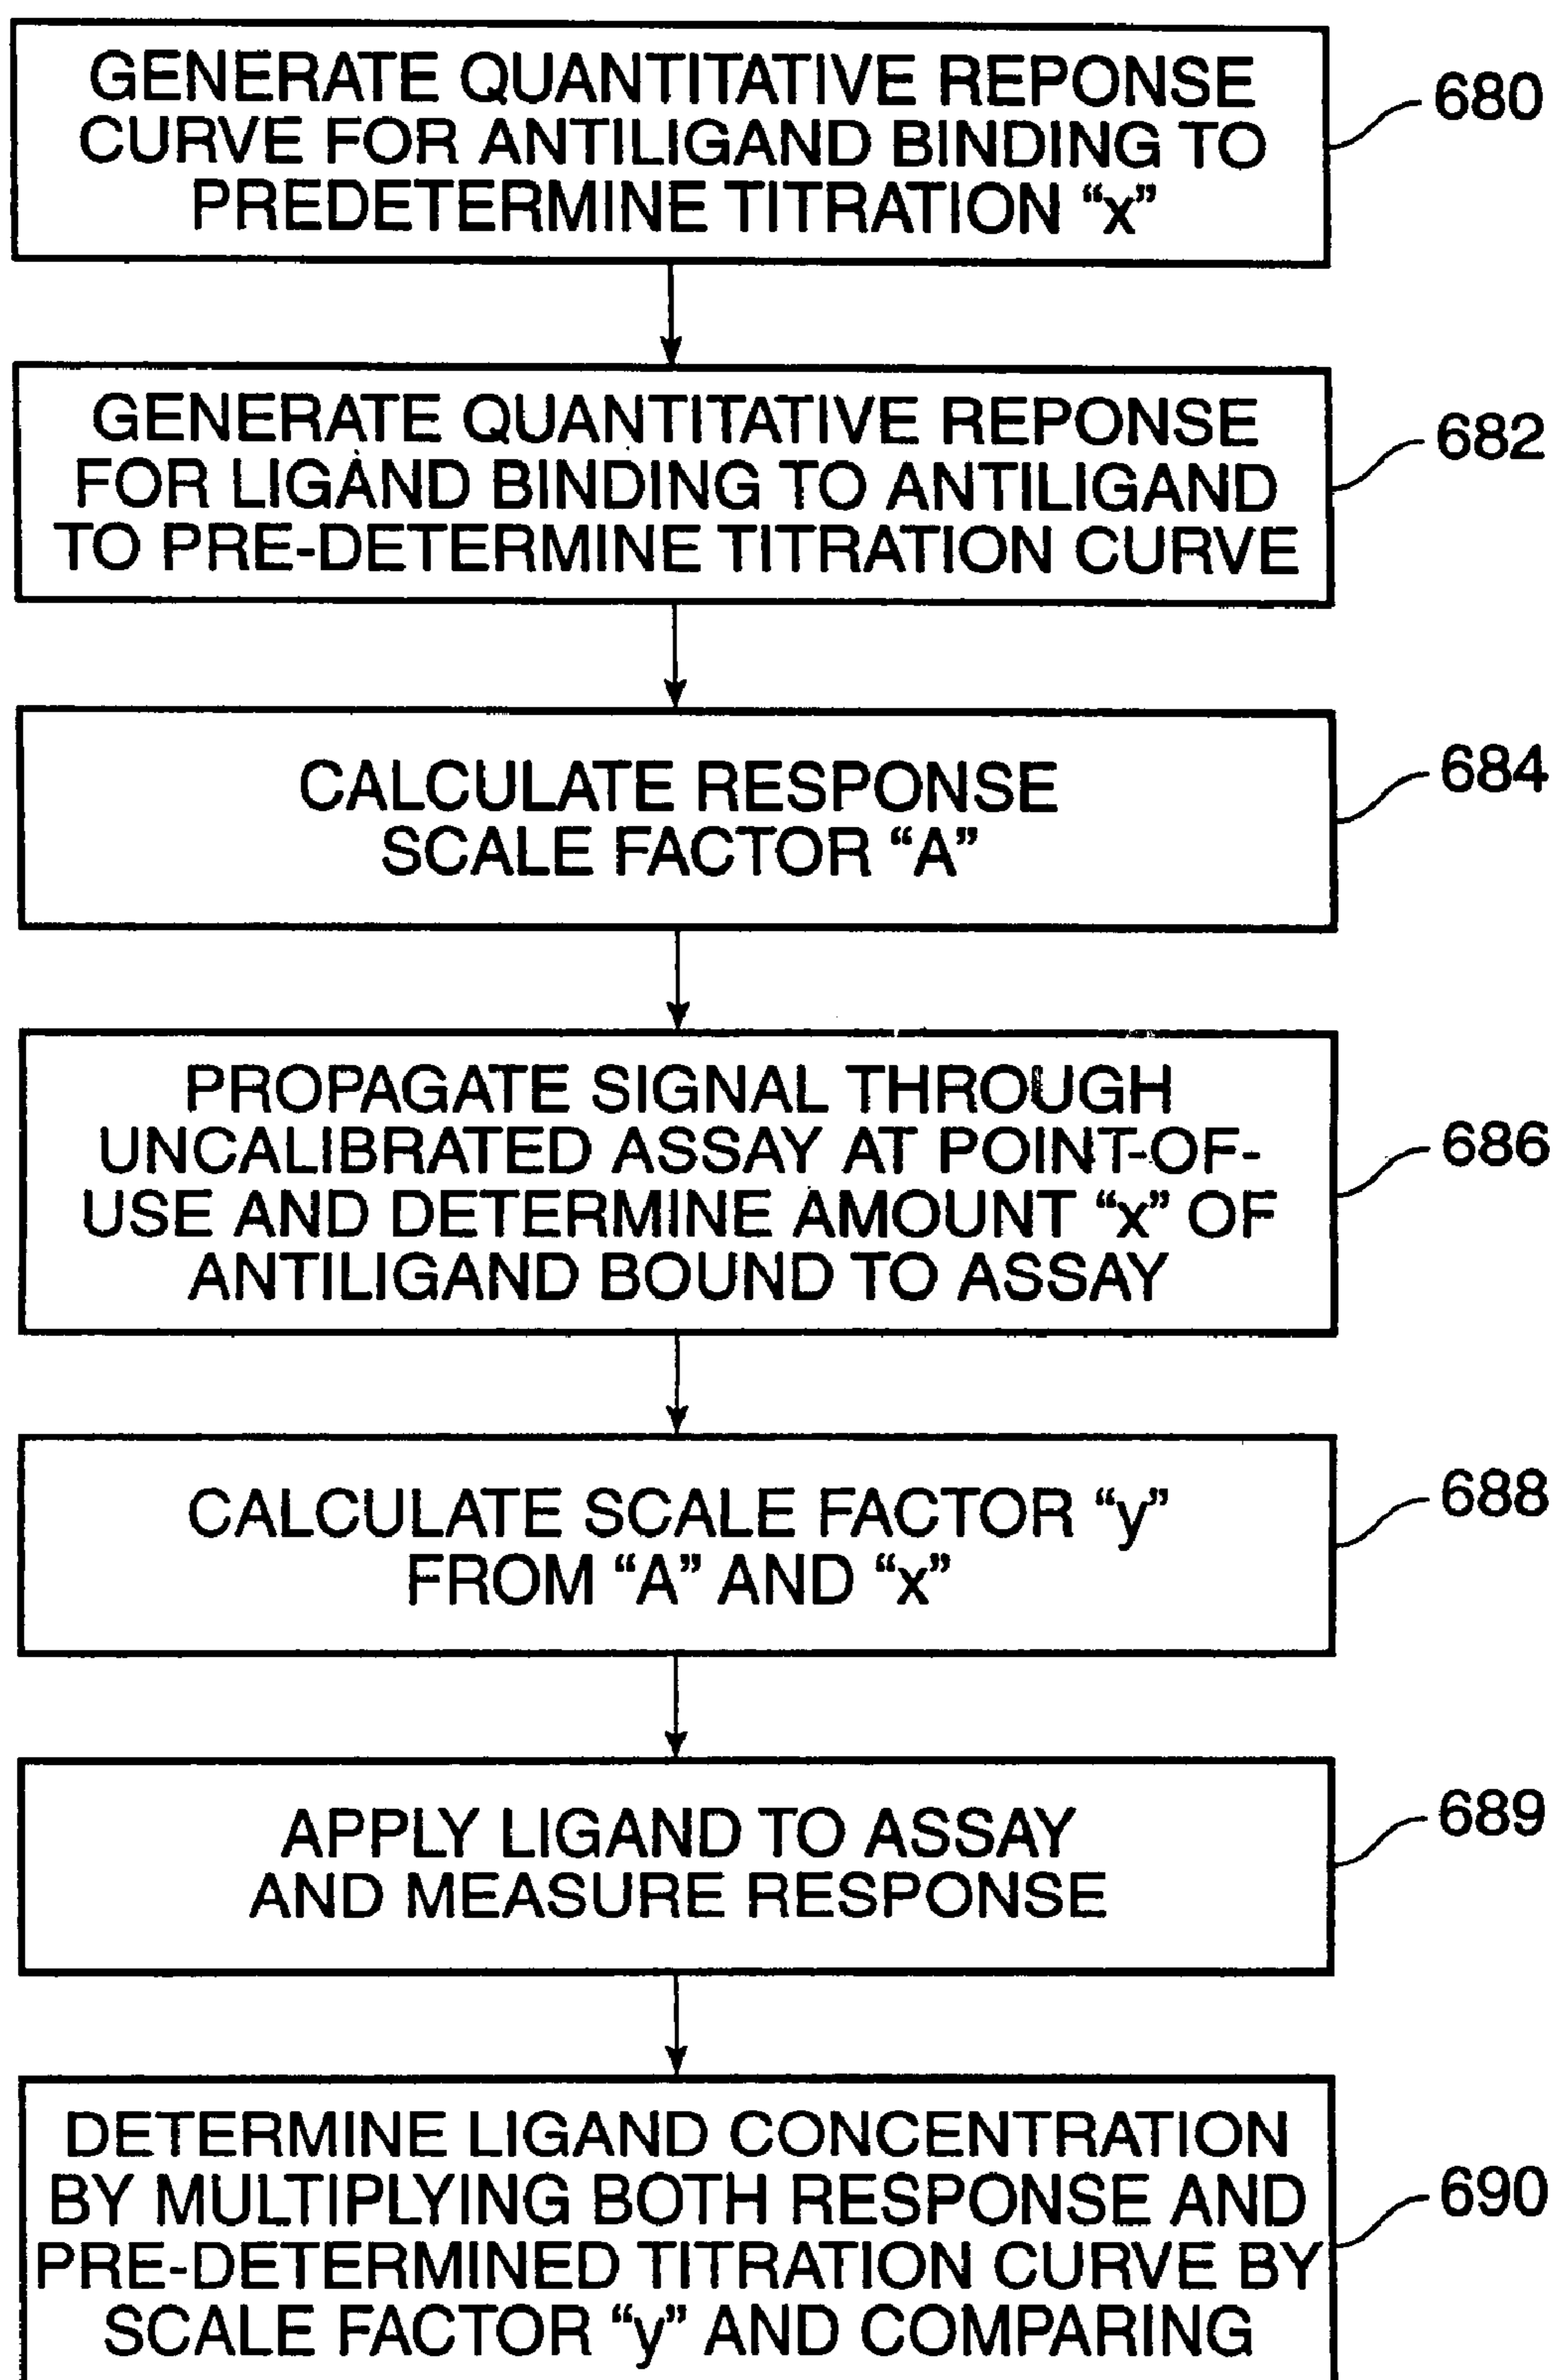 GENERATE QUANTITATIVE REPONSE
CURVE FOR ANTILIGAND BINDING TO
PREDETERMINE TITRATION “x”
680
GENERATE QUANTITATIVE REPONSE
FOR LIGAND BINDING TO ANTILIGAND
TO PRE-DETERMINE TITRATION CURVE
682
CALCULATE RESPONSE
SCALE FACTOR “A”
684
PROPAGATE SIGNAL THROUGH
UNCALIBRATED ASSAY AT POINT-OF-
USE AND DETERMINE AMOUNT “x” OF
ANTILIGAND BOUND TO ASSAY
686
CALCULATE SCALE FACTOR “y”
FROM “A” AND “x”
688
APPLY LIGAND TO ASSAY
AND MEASURE RESPONSE
689
DETERMINE LIGAND CONCENTRATION
BY MULTIPLYING BOTH RESPONSE AND
PRE-DETERMINED TITRATION CURVE BY
SCALE FACTOR “y” AND COMPARING
690